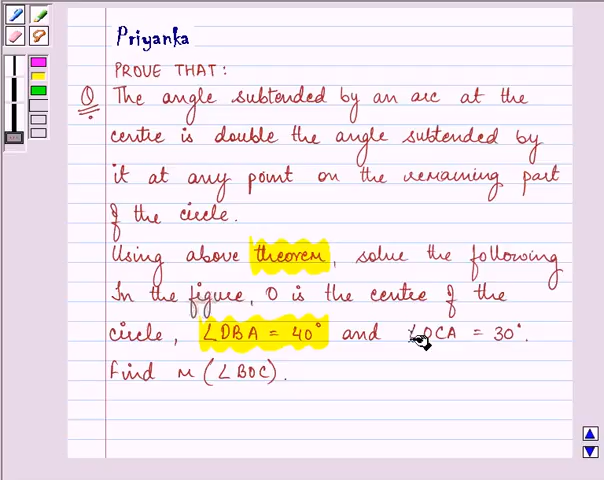 Priyanka
PROVE THAT:
Q The angle subtended by an arc at the
centre is double the angle subtended by
it at any point on the remaining part
of the circle.
Using above theorem, solve the following
In the figure, O is the centre of the
circle, ∠OBA = 40° and ∠OCA = 30°.
Find m (∠BOC).